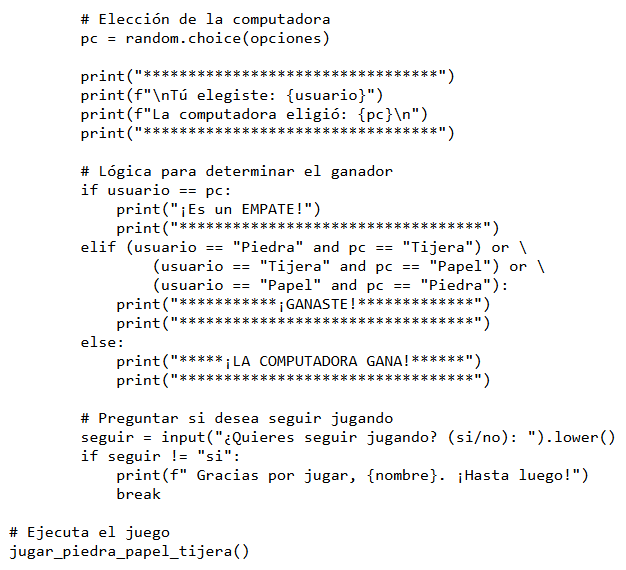 # Elección de la computadora
pc = random.choice(opciones)
print("*********************************")
print(f"\nTú elegiste: {usuario}")
print(f"La computadora eligió: {pc}\n")
print("*********************************")
# Lógica para determinar el ganador
if usuario == pc:
print("¡Es un EMPATE!")
print("**********************************")
elif (usuario == "Piedra" and pc == "Tijera") or \
(usuario == "Tijera" and pc == "Papel") or \
(usuario == "Papel" and pc == "Piedra"):
print("***********¡GANASTE!*************")
print("*********************************")
else:
print("*****¡LA COMPUTADORA GANA!******")
print("*********************************")
# Preguntar si desea seguir jugando
seguir = input("¿Quieres seguir jugando? (si/no): ").lower()
if seguir != "si":
print(f" Gracias por jugar, {nombre}. ¡Hasta luego!")
break
# Ejecuta el juego
jugar_piedra_papel_tijera()